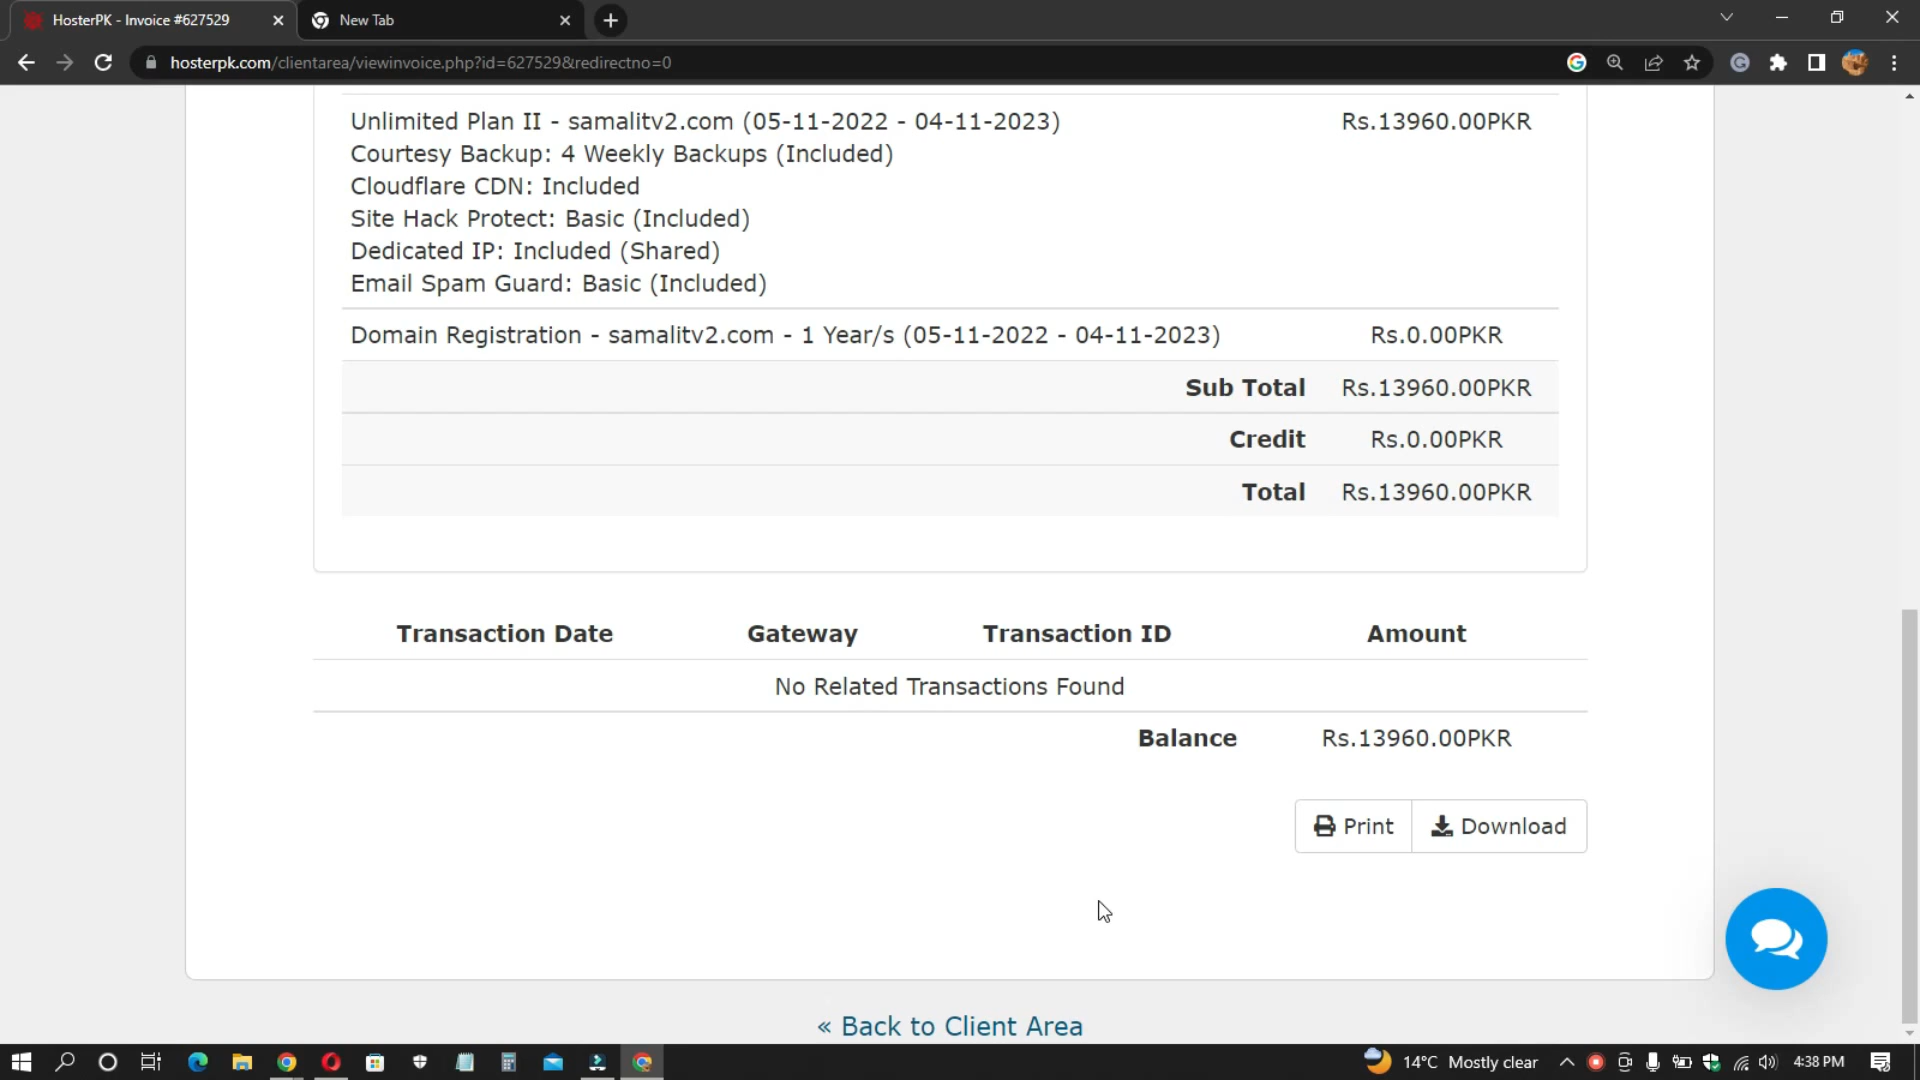 HosterPK - Invoice #627529
New Tab
hosterpk.com/clientarea/viewinvoice.php?id=627529&redirectno=0
Unlimited Plan II - samalitv2.com (05-11-2022 - 04-11-2023) Rs.13960.00PKR
Courtesy Backup: 4 Weekly Backups (Included)
Cloudflare CDN: Included
Site Hack Protect: Basic (Included)
Dedicated IP: Included (Shared)
Email Spam Guard: Basic (Included)
Domain Registration - samalitv2.com - 1 Year/s (05-11-2022 - 04-11-2023) Rs.0.00PKR
Sub Total Rs.13960.00PKR
Credit Rs.0.00PKR
Total Rs.13960.00PKR
Transaction Date Gateway Transaction ID Amount
No Related Transactions Found
Balance Rs.13960.00PKR
Print Download
« Back to Client Area
14°C Mostly clear 4:38 PM